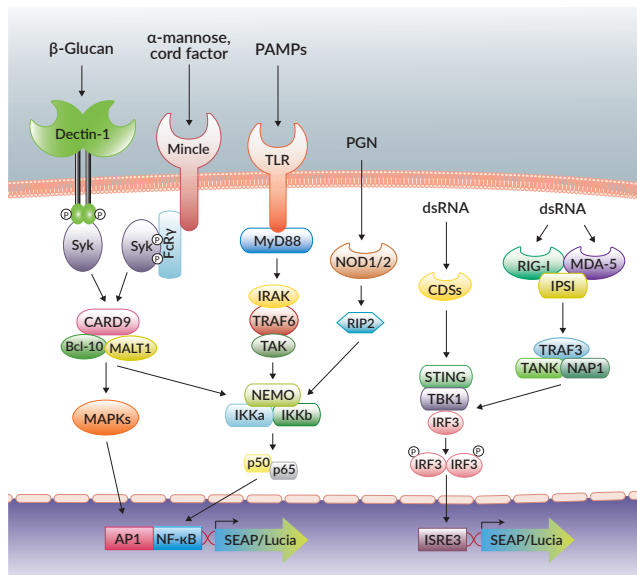 β-Glucan
α-mannose,
cord factor
PAMPs
PGN
Dectin-1
Mincle
TLR
dsRNA
dsRNA
P
P
Syk
Syk
P
P
FcRγ
MyD88
NOD1/2
CDSs
RIG-I
MDA-5
IPSI
IRAK
TRAF6
TAK
RIP2
CARD9
Bcl-10
MALT1
TRAF3
TANK
NAP1
STING
TBK1
IRF3
NEMO
IKKa
IKKb
MAPKs
p50
p65
P
P
IRF3
IRF3
AP1
NF-κB
SEAP/Lucia
ISRE3
SEAP/Lucia